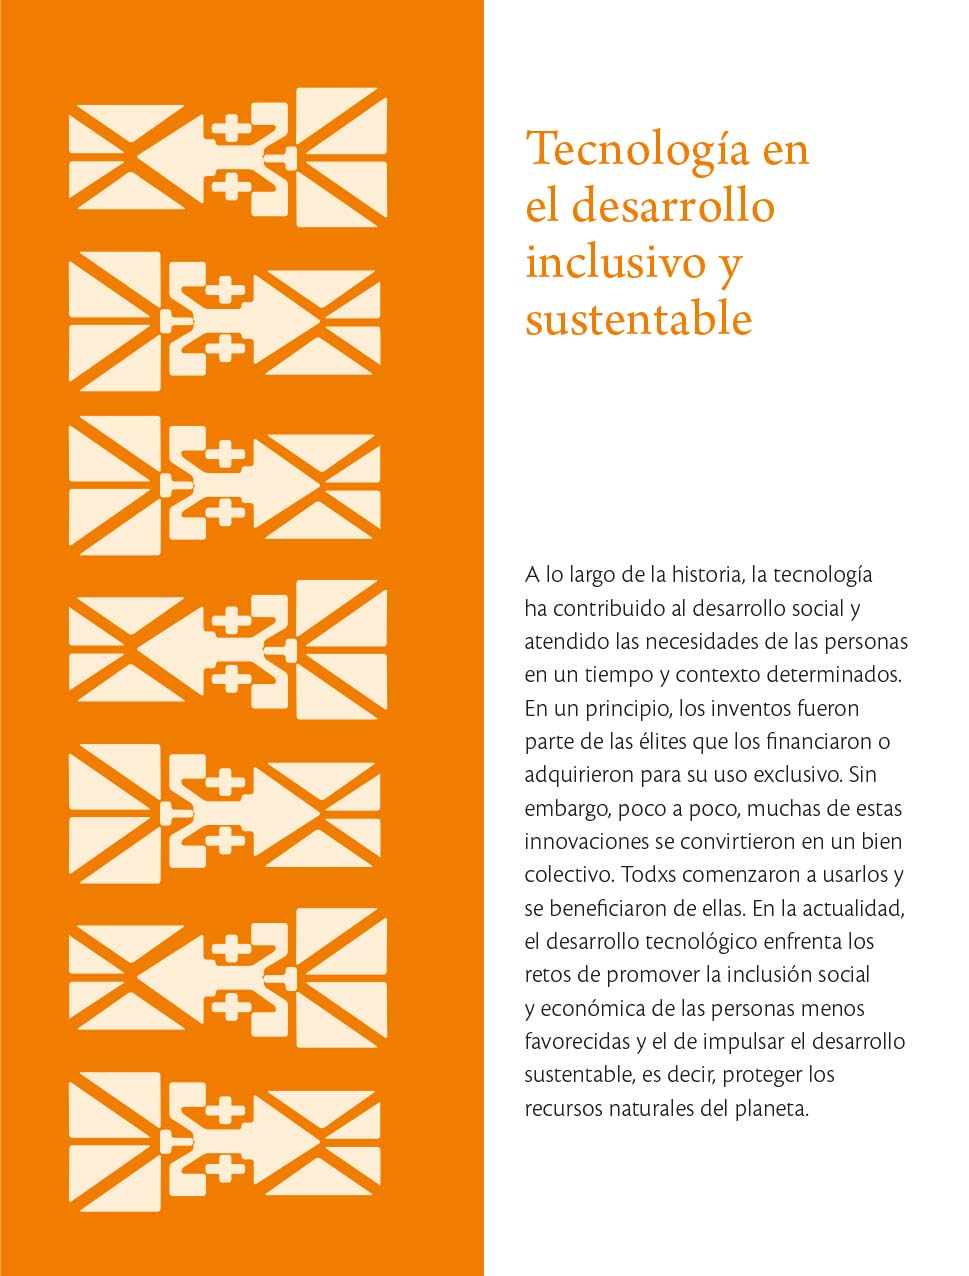 Tecnología en
el desarrollo
inclusivo y
sustentable
A lo largo de la historia, la tecnología
ha contribuido al desarrollo social y
atendido las necesidades de las personas
en un tiempo y contexto determinados.
En un principio, los inventos fueron
parte de las élites que los financiaron o
adquirieron para su uso exclusivo. Sin
embargo, poco a poco, muchas de estas
innovaciones se convirtieron en un bien
colectivo. Todxs comenzaron a usarlos y
se beneficiaron de ellas. En la actualidad,
el desarrollo tecnológico enfrenta los
retos de promover la inclusión social
y económica de las personas menos
favorecidas y el de impulsar el desarrollo
sustentable, es decir, proteger los
recursos naturales del planeta.